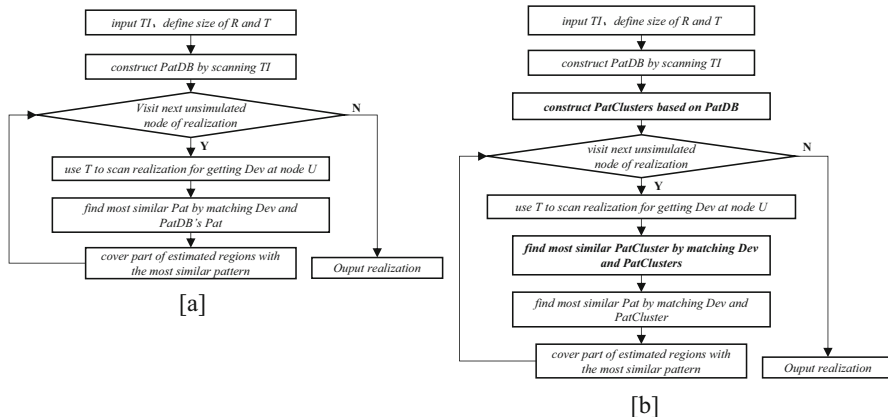 input TI、define size of R and T
construct PatDB by scanning TI
Visit next unsimulated
node of realization
N
Y
use T to scan realization for getting Dev at node U
find most similar Pat by matching Dev and
PatDB's Pat
cover part of estimated regions with
the most similar pattern
Ouput realization
[a]
input TI、define size of R and T
construct PatDB by scanning TI
construct PatClusters based on PatDB
visit next unsimulated
node of realization
N
Y
use T to scan realization for getting Dev at node U
find most similar PatCluster by matching Dev
and PatClusters
find most similar Pat by matching Dev and
PatCluster
cover part of estimated regions with
the most similar pattern
Ouput realization
[b]